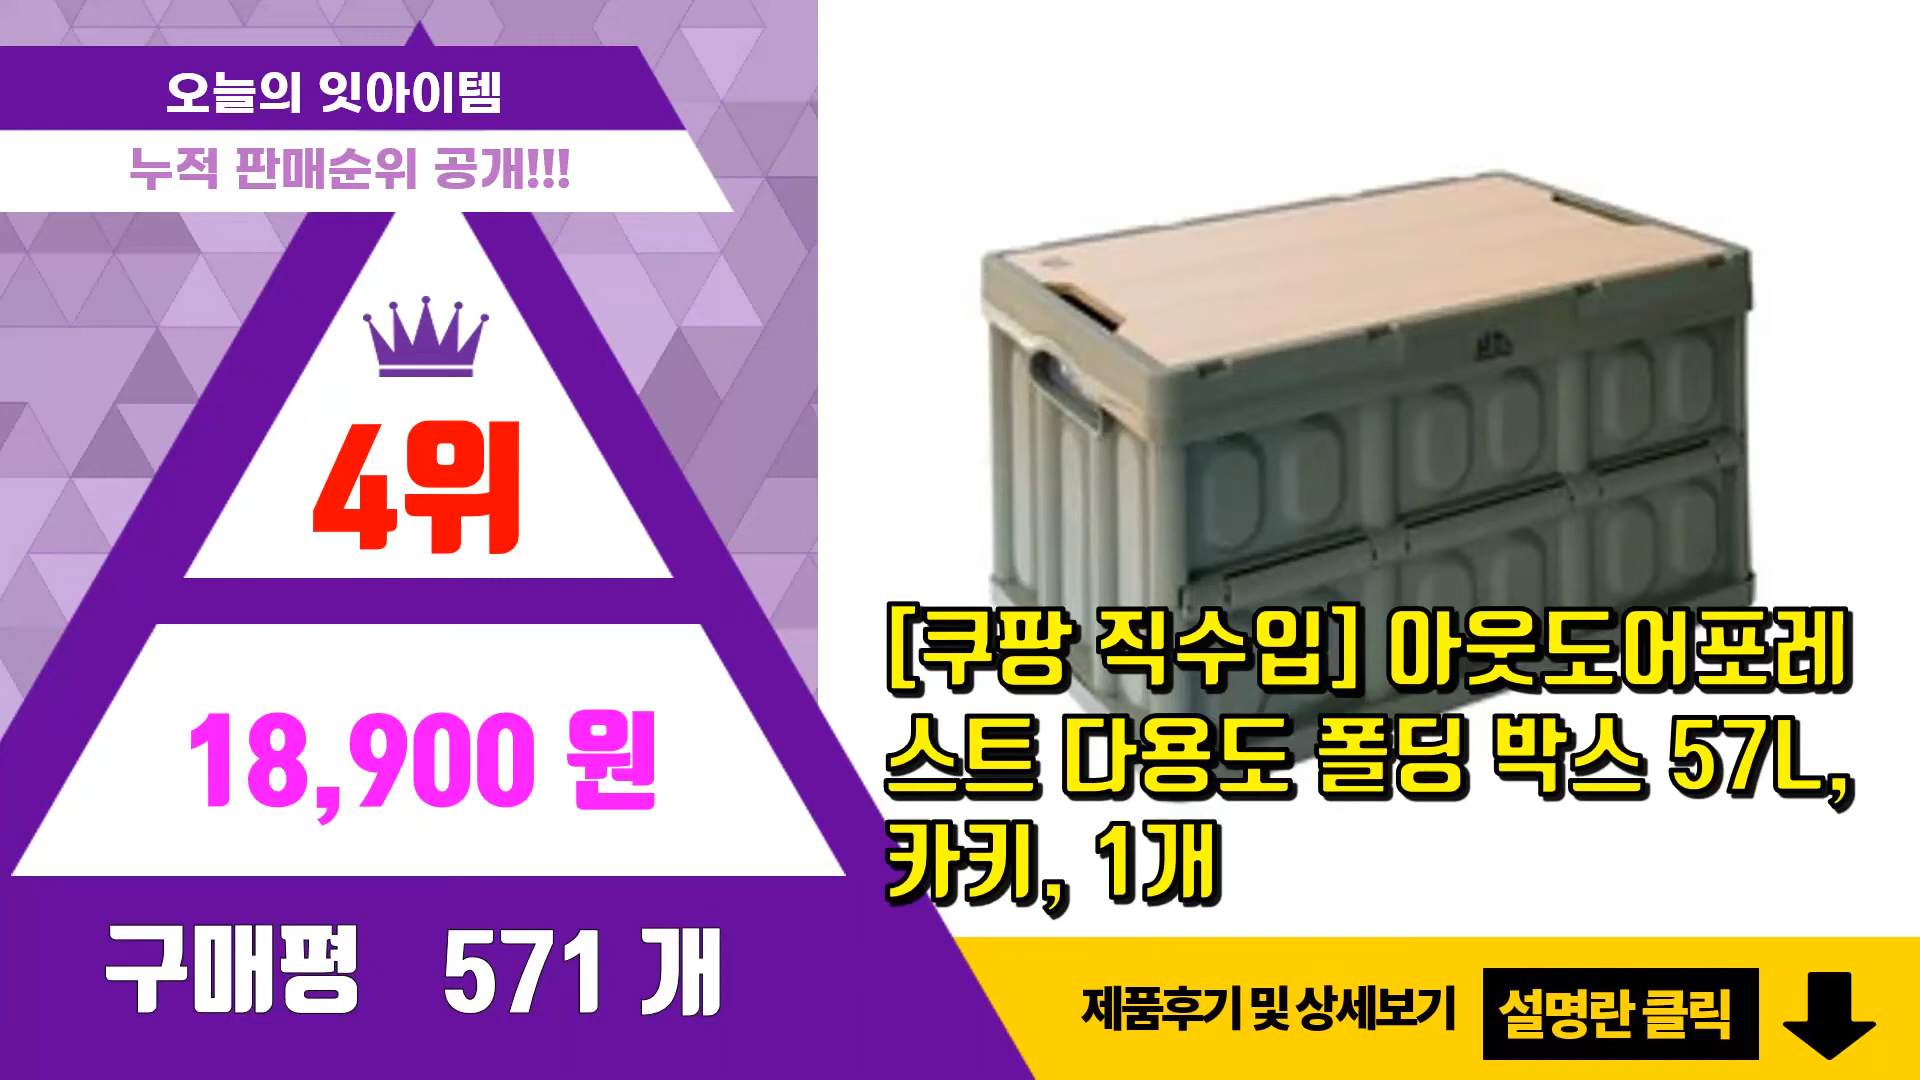 오늘의 잇아이템
누적 판매순위 공개!!!
4위
18,900 원
구매평 571 개
[쿠팡 직수입] 아웃도어포레
스트 다용도 폴딩 박스 57L,
카키, 1개
제품후기 및 상세보기
설명란 클릭